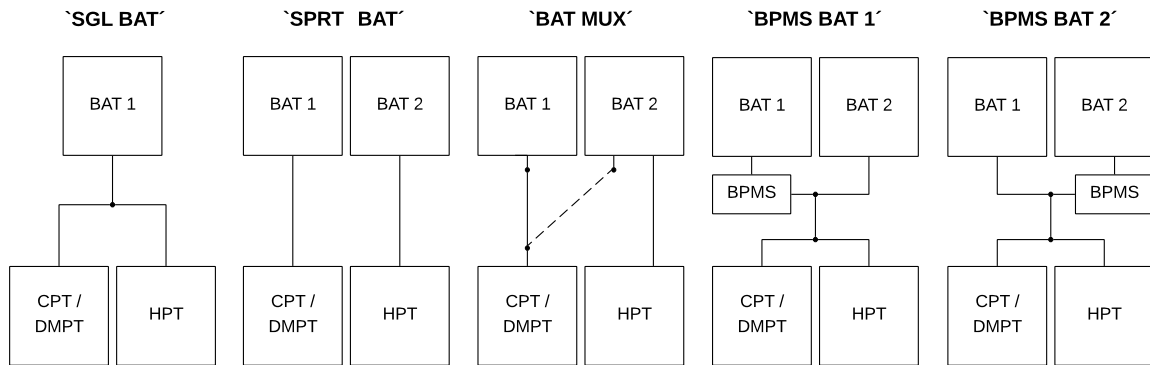 `SGL BAT´
BAT 1
CPT /
DMPT
HPT
`SPRT BAT´
BAT 1
BAT 2
CPT /
DMPT
HPT
`BAT MUX´
BAT 1
BAT 2
CPT /
DMPT
HPT
`BPMS BAT 1´
BAT 1
BAT 2
BPMS
CPT /
DMPT
HPT
`BPMS BAT 2´
BAT 1
BAT 2
BPMS
CPT /
DMPT
HPT